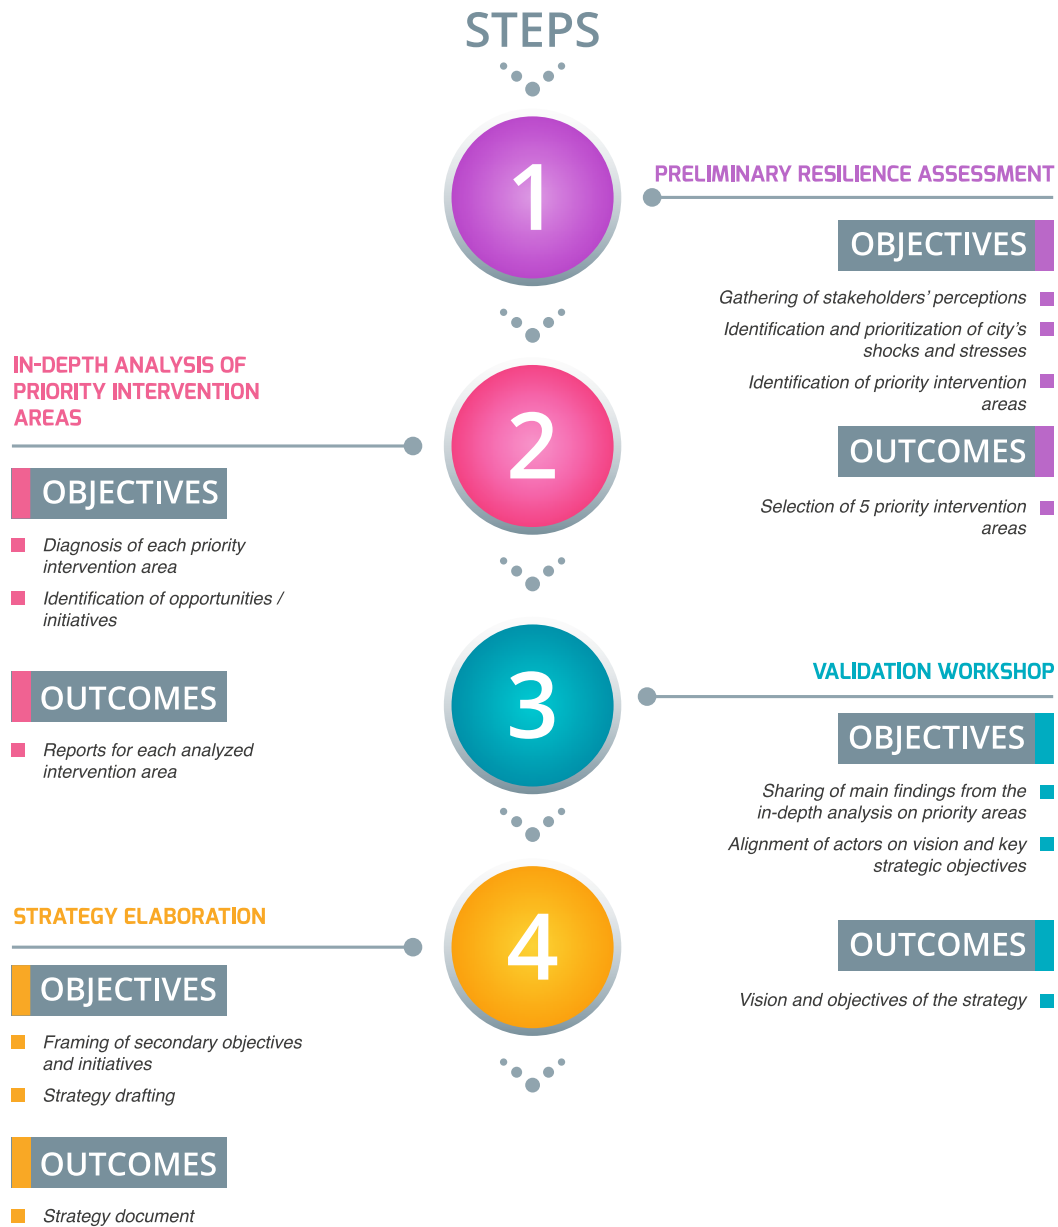 STEPS
1
PRELIMINARY RESILIENCE ASSESSMENT
OBJECTIVES
Gathering of stakeholders' perceptions
Identification and prioritization of city's
shocks and stresses
Identification of priority intervention
areas
OUTCOMES
Selection of 5 priority intervention
areas
2
IN-DEPTH ANALYSIS OF
PRIORITY INTERVENTION
AREAS
OBJECTIVES
Diagnosis of each priority
intervention area
Identification of opportunities /
initiatives
OUTCOMES
Reports for each analyzed
intervention area
3
VALIDATION WORKSHOP
OBJECTIVES
Sharing of main findings from the
in-depth analysis on priority areas
Alignment of actors on vision and key
strategic objectives
OUTCOMES
Vision and objectives of the strategy
4
STRATEGY ELABORATION
OBJECTIVES
Framing of secondary objectives
and initiatives
Strategy drafting
OUTCOMES
Strategy document